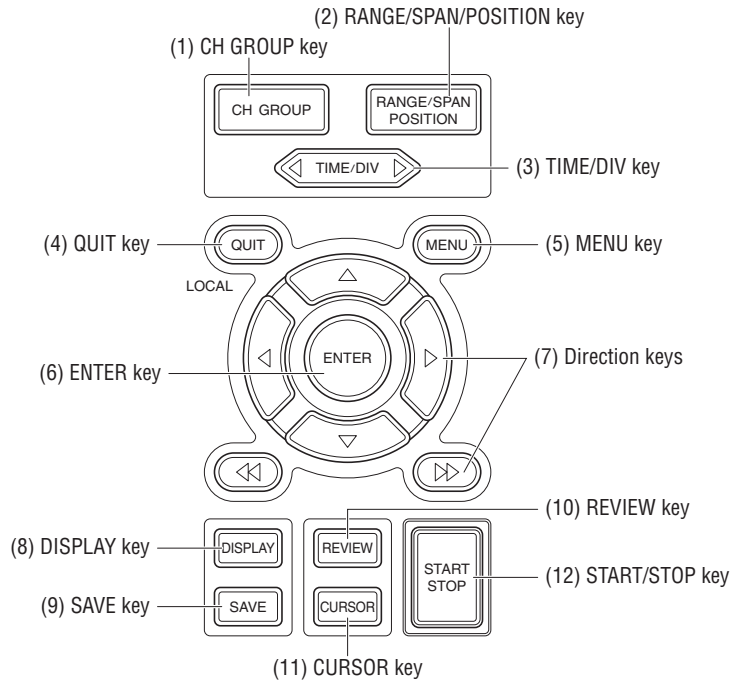 (2) RANGE/SPAN/POSITION key
(1) CH GROUP key
CH GROUP
RANGE/SPAN
POSITION
TIME/DIV
(3) TIME/DIV key
(4) QUIT key
QUIT
MENU
(5) MENU key
LOCAL
(6) ENTER key
ENTER
(7) Direction keys
(10) REVIEW key
(8) DISPLAY key
DISPLAY
REVIEW
START
STOP
(12) START/STOP key
(9) SAVE key
SAVE
CURSOR
(11) CURSOR key